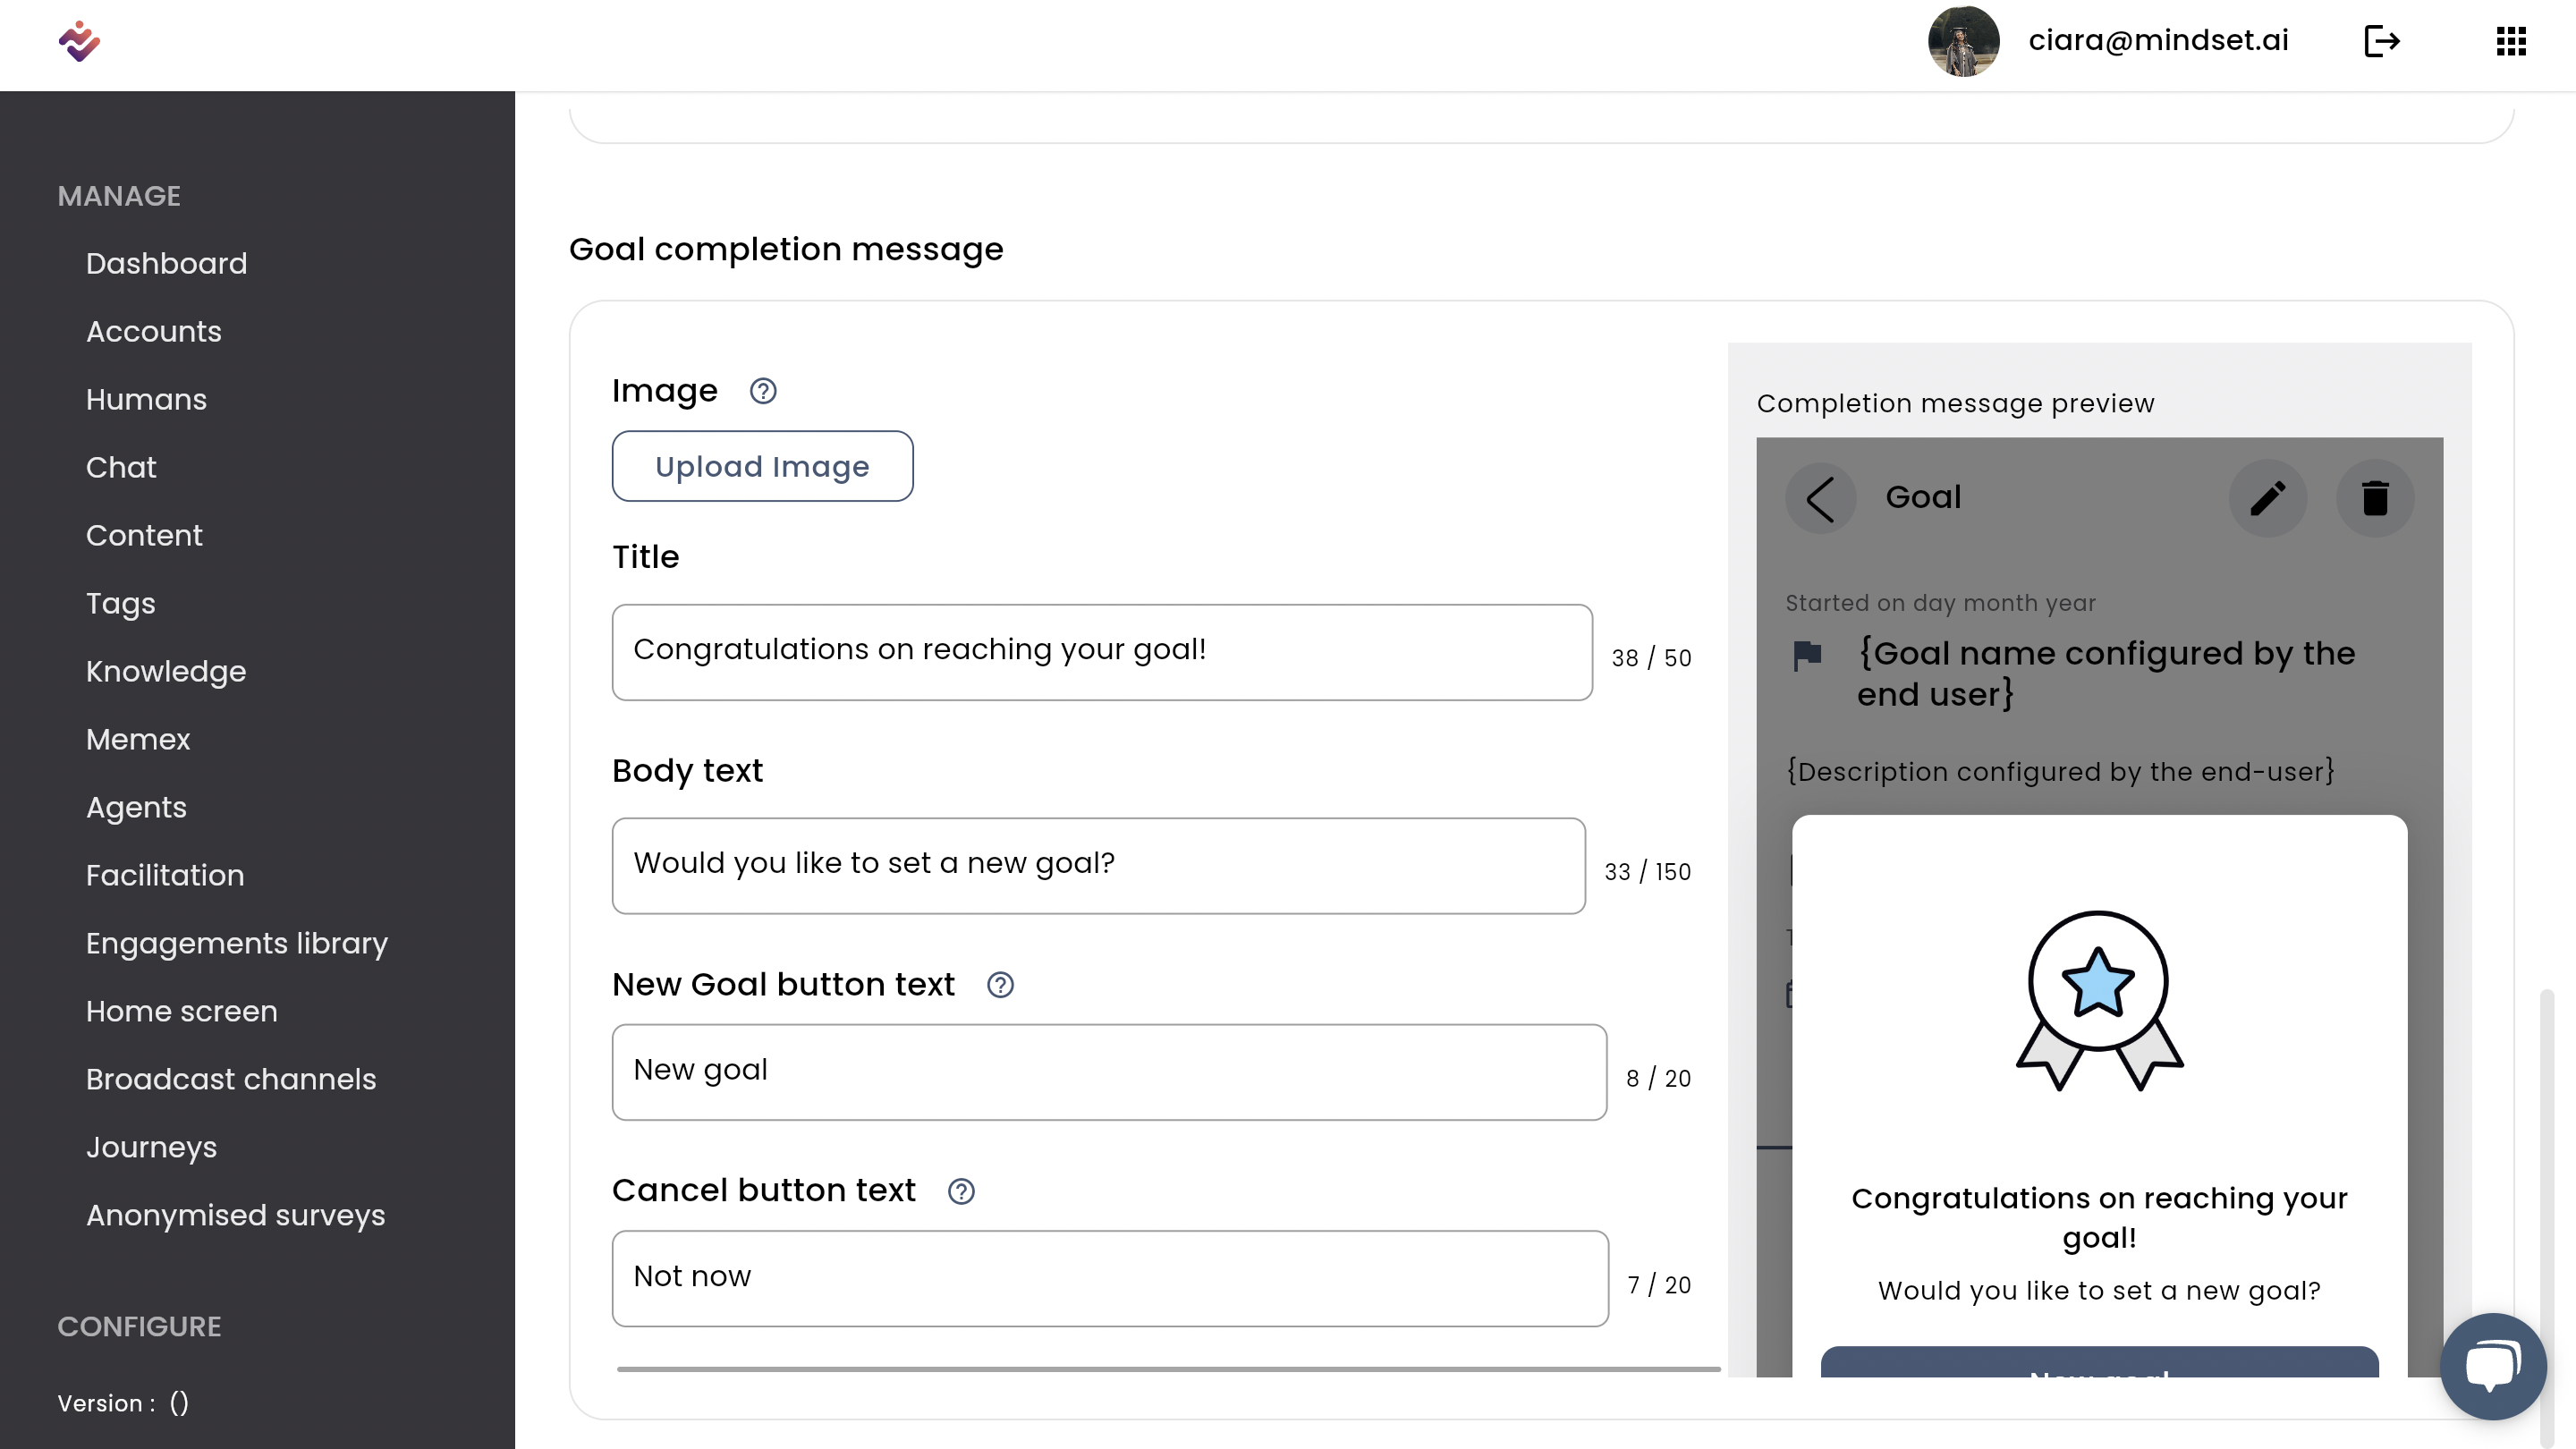 ciara@mindset.ai
MANAGE
Dashboard
Accounts
Humans
Chat
Content
Tags
Knowledge
Memex
Agents
Facilitation
Engagements library
Home screen
Broadcast channels
Journeys
Anonymised surveys
CONFIGURE
Version : ()
Goal completion message
Image
Upload Image
Title
Congratulations on reaching your goal!
38 / 50
Body text
Would you like to set a new goal?
33 / 150
New Goal button text
New goal
8 / 20
Cancel button text
Not now
7 / 20
Completion message preview
Goal
Started on day month year
{Goal name configured by the
end user}
{Description configured by the end-user}
Congratulations on reaching your
goal!
Would you like to set a new goal?
New goal